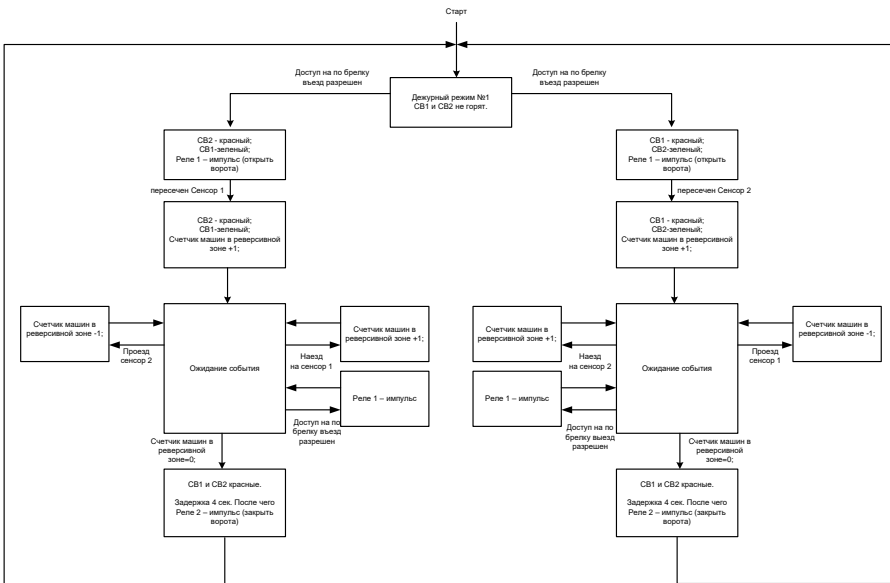 Старт
Доступ на по брелку
въезд разрешен
Доступ на по брелку
въезд разрешен
Дежурный режим №1
СВ1 и СВ2 не горят.
СВ2 - красный;
СВ1-зеленый;
Реле 1 – импульс (открыть
ворота)
СВ1 - красный;
СВ2-зеленый;
Реле 1 – импульс (открыть
ворота)
пересечен Сенсор 1
пересечен Сенсор 2
СВ2 - красный;
СВ1-зеленый;
Счетчик машин в реверсивной
зоне +1;
СВ1 - красный;
СВ2-зеленый;
Счетчик машин в реверсивной
зоне +1;
Счетчик машин в
реверсивной зоне -1;
Проезд
сенсор 2
Ожидание события
Счетчик машин в
реверсивной зоне +1;
Наезд
на сенсор 1
Реле 1 – импульс
Доступ на по
брелку въезд
разрешен
Счетчик машин в
реверсивной зоне +1;
Наезд
на сенсор 2
Реле 1 – импульс
Доступ на по
брелку выезд
разрешен
Ожидание события
Счетчик машин в
реверсивной зоне -1;
Проезд
сенсор 1
Счетчик машин в
реверсивной
зоне=0;
Счетчик машин в
реверсивной
зоне=0;
СВ1 и СВ2 красные.
Задержка 4 сек. После чего
Реле 2 – импульс (закрыть
ворота)
СВ1 и СВ2 красные.
Задержка 4 сек. После чего
Реле 2 – импульс (закрыть
ворота)